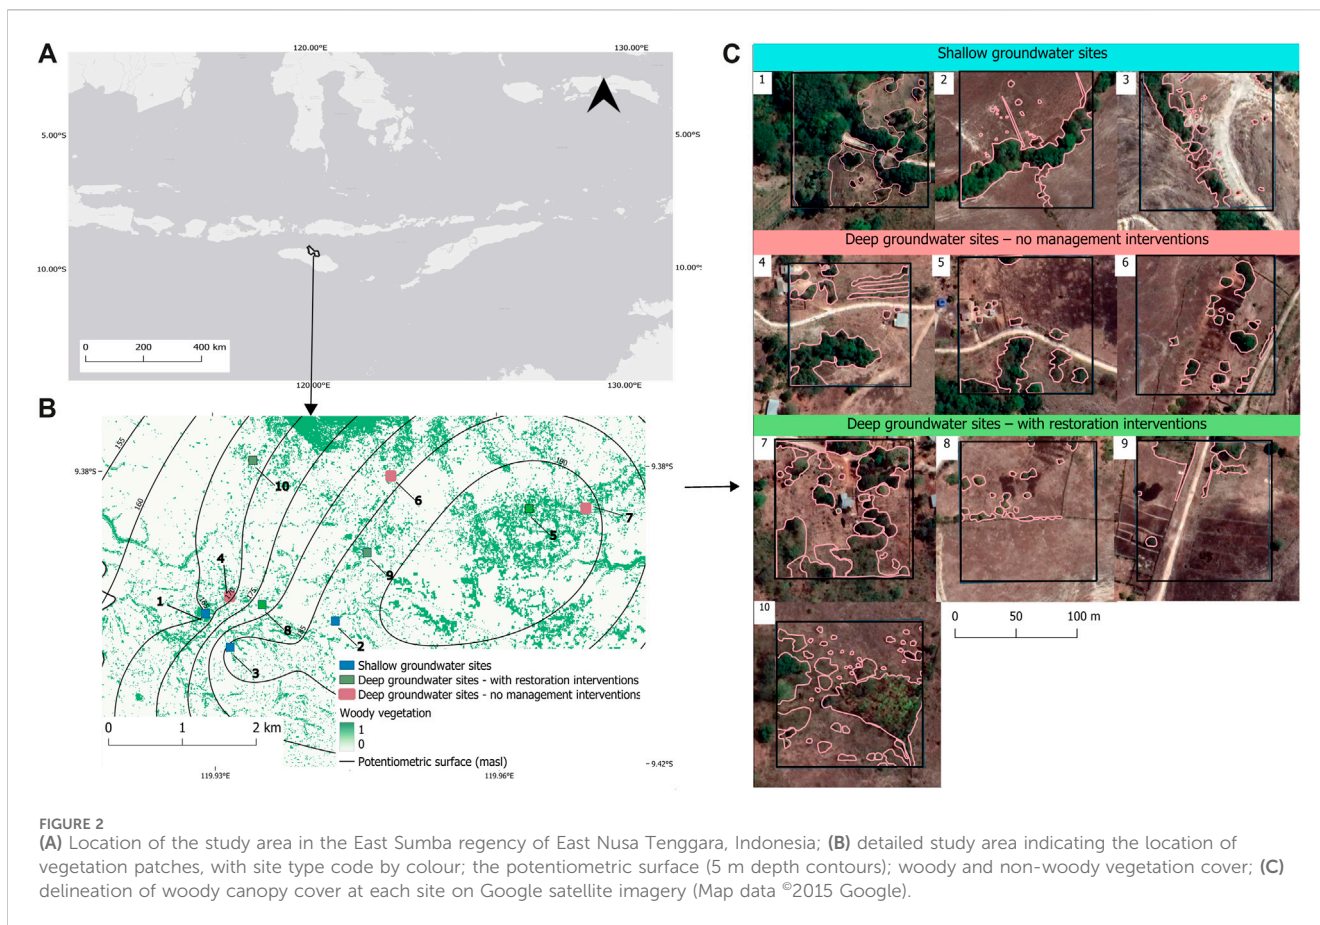 A
120.00°E
130.00°E
5.00°S
5.00°S
10.00°S
10.00°S
0 200 400 km
120.00°E
130.00°E
B
9.38°S
9.38°S
155
160
180
185
10
6
7
5
4
9
1
8
2
3
Shallow groundwater sites
Deep groundwater sites - with restoration interventions
Deep groundwater sites - no management interventions
Woody vegetation
1
0
Potentiometric surface (masl)
0 1 2 km
119.93°E
119.96°E
9.42°S
C
Shallow groundwater sites
1
2
3
Deep groundwater sites – no management interventions
4
5
6
Deep groundwater sites – with restoration interventions
7
8
9
10
0 50 100 m
FIGURE 2
(A) Location of the study area in the East Sumba regency of East Nusa Tenggara, Indonesia; (B) detailed study area indicating the location of
vegetation patches, with site type code by colour; the potentiometric surface (5 m depth contours); woody and non-woody vegetation cover; (C)
delineation of woody canopy cover at each site on Google satellite imagery (Map data ©2015 Google).